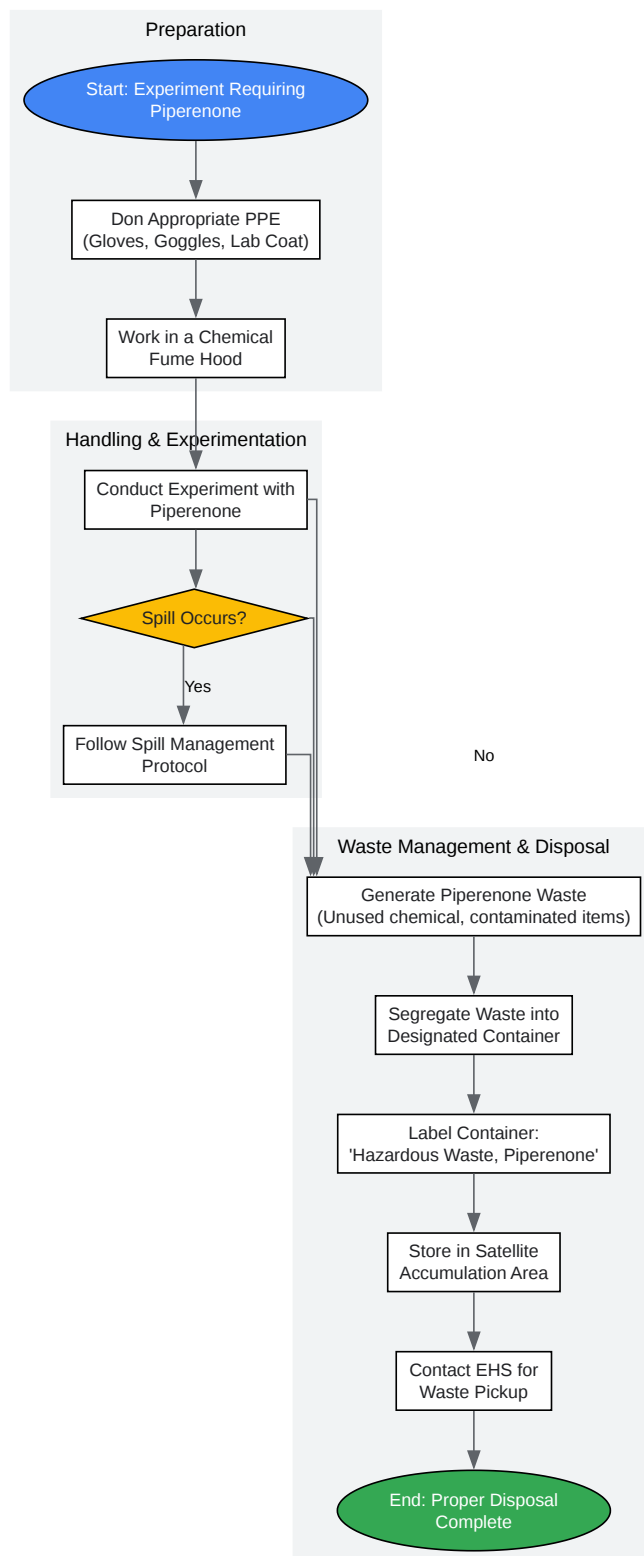 Preparation
Start: Experiment Requiring
Piperenone
Don Appropriate PPE
(Gloves, Goggles, Lab Coat)
Work in a Chemical
Fume Hood
Handling & Experimentation
Conduct Experiment with
Piperenone
Spill Occurs?
Yes
Follow Spill Management
Protocol
No
Waste Management & Disposal
Generate Piperenone Waste
(Unused chemical, contaminated items)
Segregate Waste into
Designated Container
Label Container:
'Hazardous Waste, Piperenone'
Store in Satellite
Accumulation Area
Contact EHS for
Waste Pickup
End: Proper Disposal
Complete